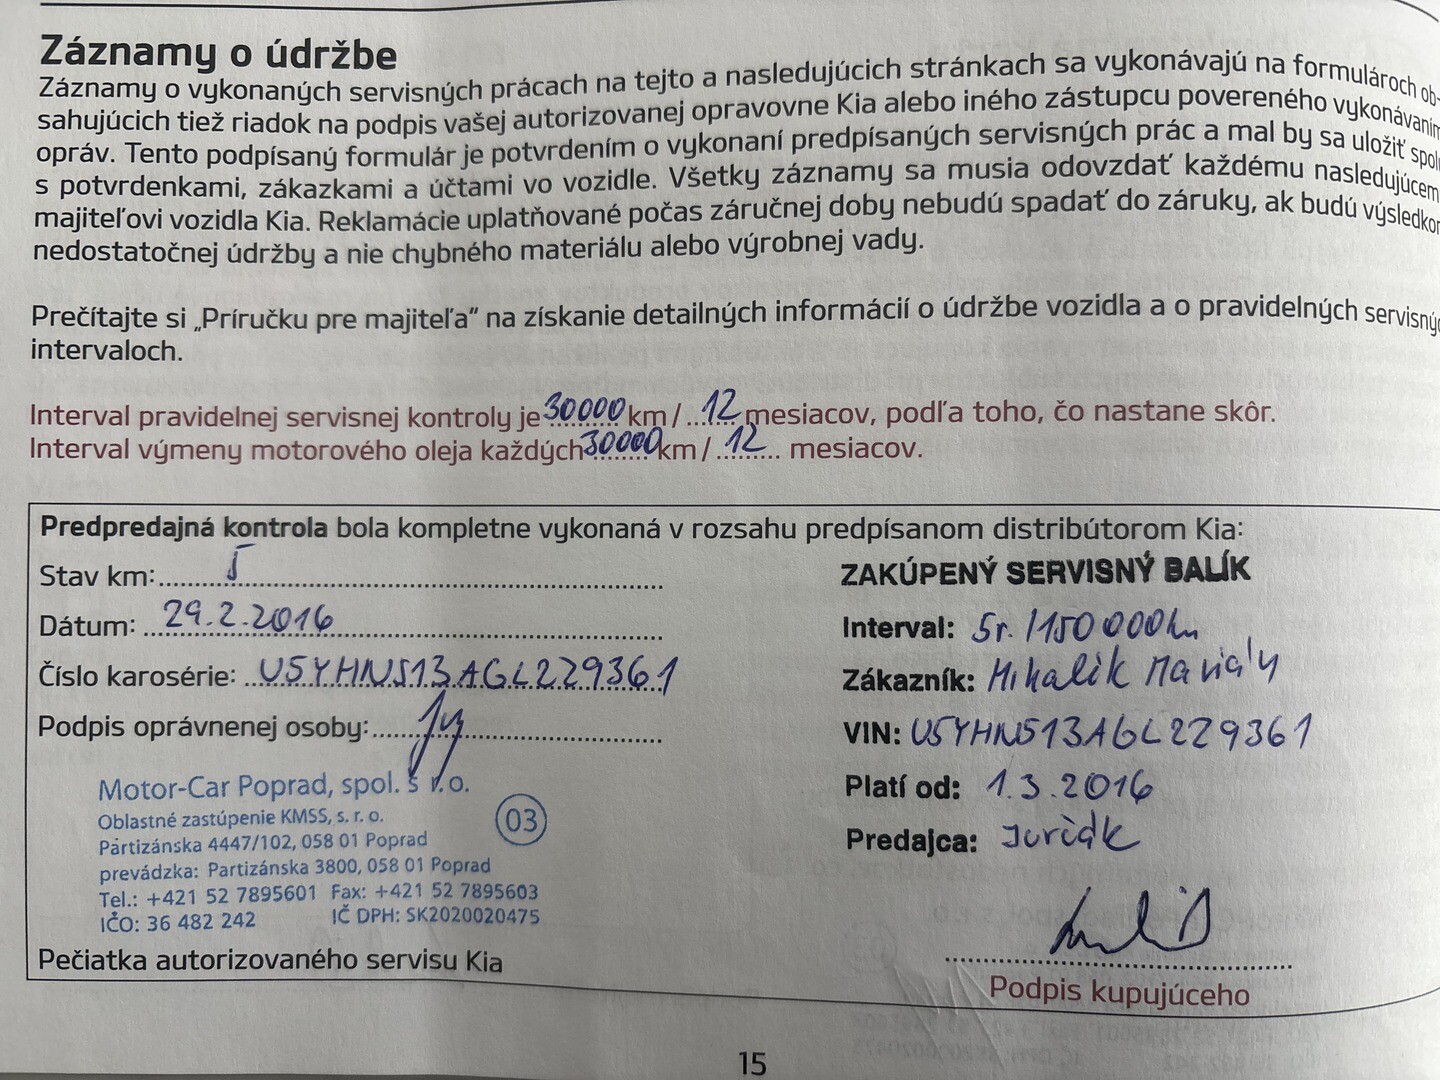 Záznamy o údržbe
Záznamy o vykonaných servisných prácach na tejto a nasledujúcich stránkach sa vykonávajú na formulároch ob-
sahujúcich tiež riadok na podpis vašej autorizovanej opravovne Kia alebo iného zástupcu povereného vykonávaním
opráv. Tento podpísaný formulár je potvrdením o vykonaní predpísaných servisných prác a mal by sa uložiť spolu
s potvrdenkami, zákazkami a účtami vo vozidle. Všetky záznamy sa musia odovzdať každému nasledujúcem
majiteľovi vozidla Kia. Reklamácie uplatňované počas záručnej doby nebudú spadať do záruky, ak budú výsledkom
nedostatočnej údržby a nie chybného materiálu alebo výrobnej vady.
Prečítajte si „Príručku pre majiteľa“ na získanie detailných informácií o údržbe vozidla a o pravidelných servisný
intervaloch.
Interval pravidelnej servisnej kontroly je 30000 km / 12 mesiacov, podľa toho, čo nastane skôr.
Interval výmeny motorového oleja každých 30000 km / 12 mesiacov.
Predpredajná kontrola bola kompletne vykonaná v rozsahu predpísanom distribútorom Kia:
Stav km: 5
Dátum: 29.2.2016
Číslo karosérie: U5YHN513AGL229361
Podpis oprávnenej osoby:
Motor-Car Poprad, spol. s r.o.
Oblastné zastúpenie KMSS, s. r. o.
03
Partizánska 4447/102, 058 01 Poprad
prevádzka: Partizánska 3800, 058 01 Poprad
Tel.: +421 52 7895601 Fax: +421 52 7895603
IČO: 36 482 242 IČ DPH: SK2020020475
Pečiatka autorizovaného servisu Kia
ZAKÚPENÝ SERVISNÝ BALÍK
Interval: 5r. /150 000km
Zákazník: Mihalik
VIN: U5YHN513AGL229361
Platí od: 1.3.2016
Predajca:
Podpis kupujúceho
15